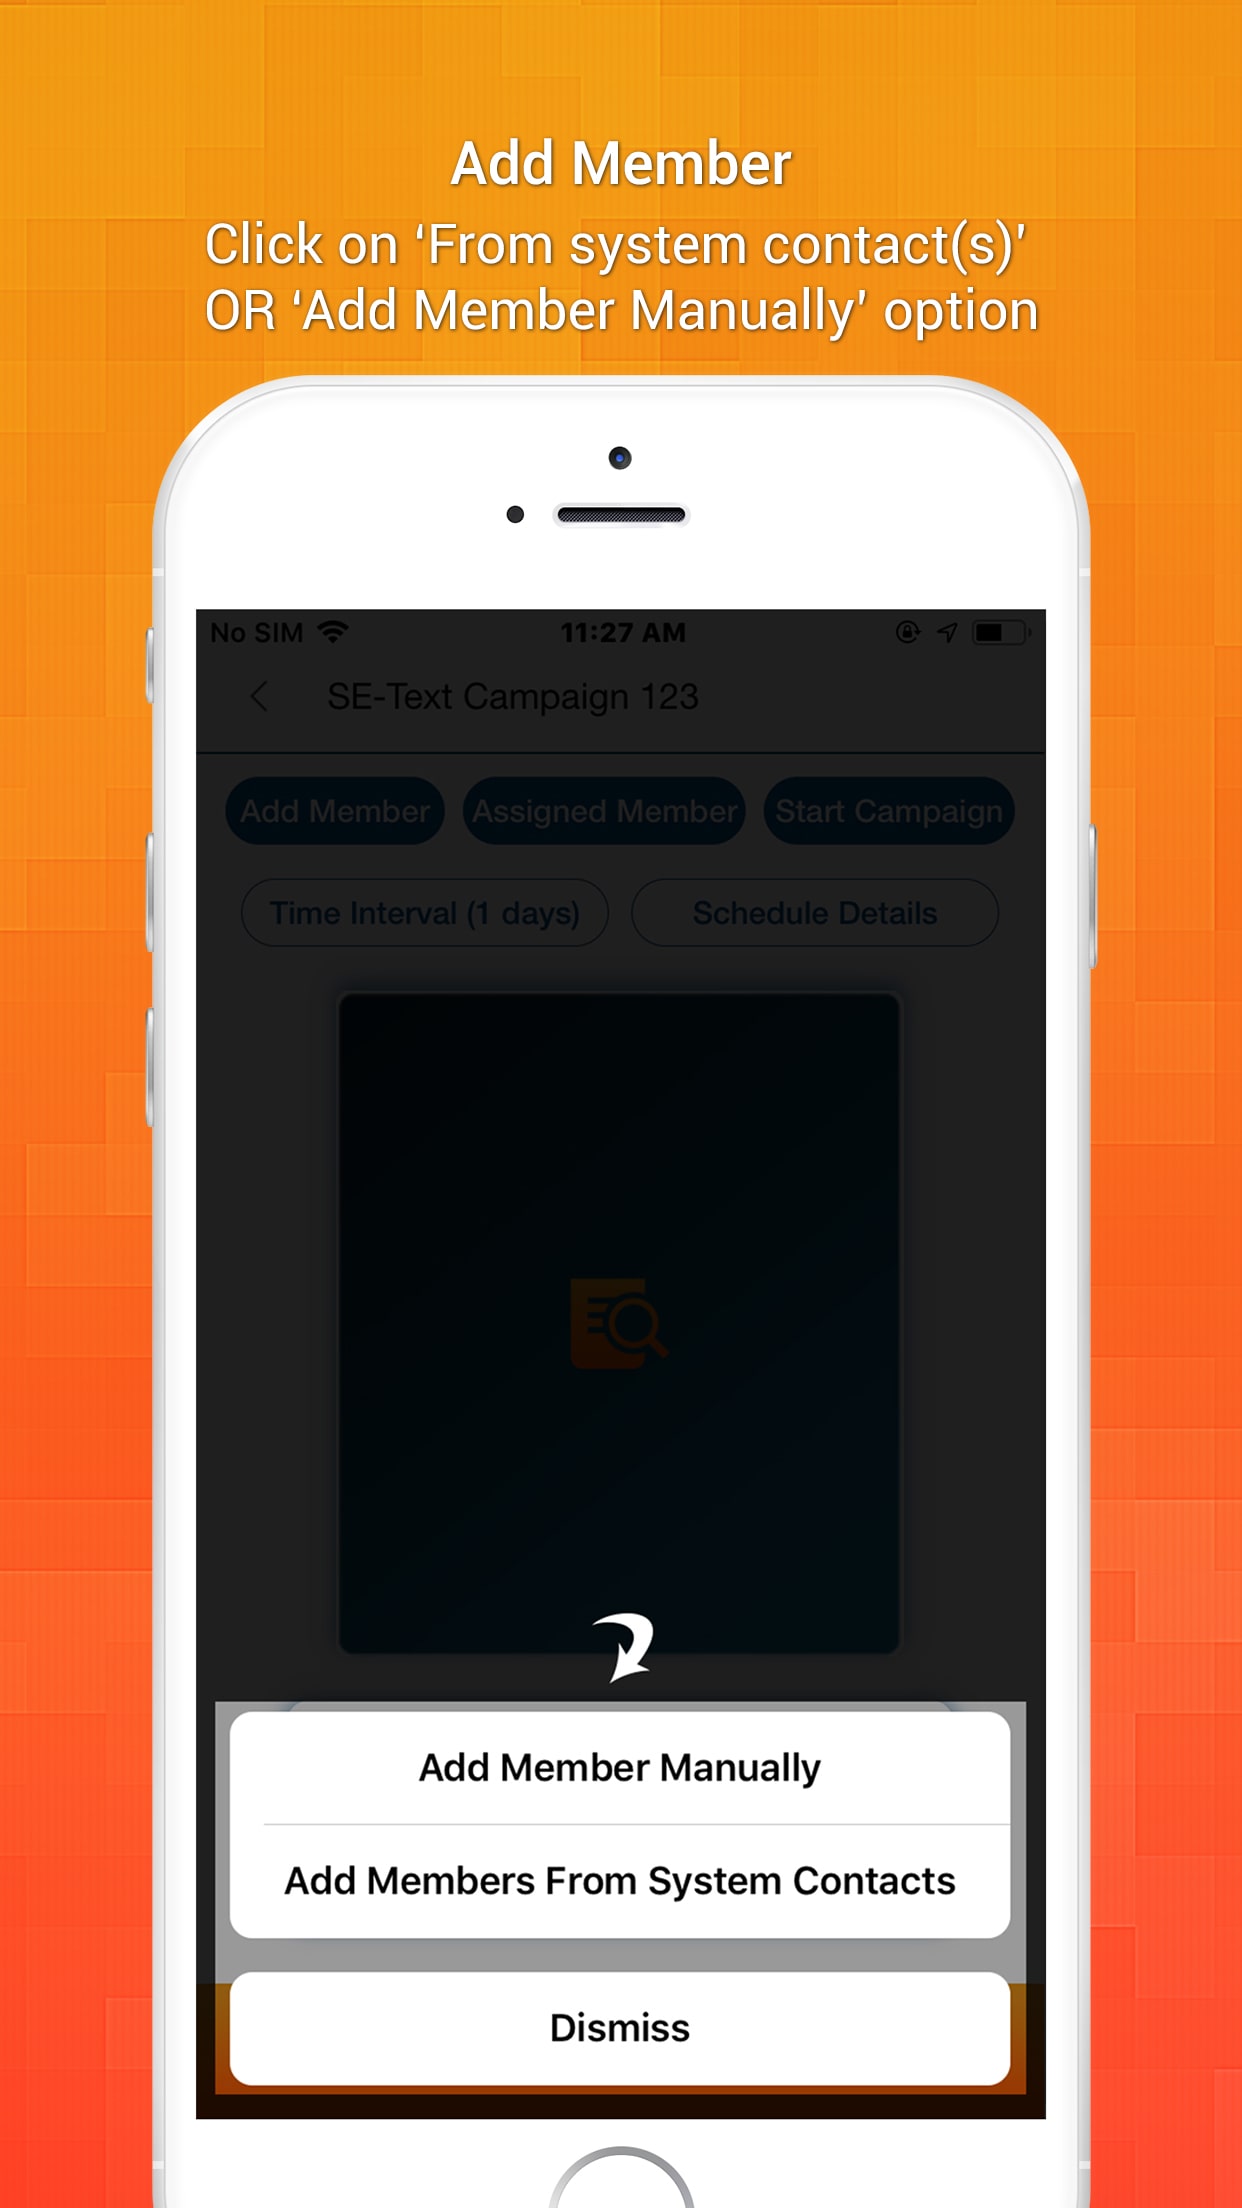 Add Member
Click on ‘From system contact(s)’
OR ‘Add Member Manually’ option
No SIM 11:27 AM
SE-Text Campaign 123
Add Member Assigned Member Start Campaign
Time Interval (1 days) Schedule Details
Add Member Manually
Add Members From System Contacts
Dismiss